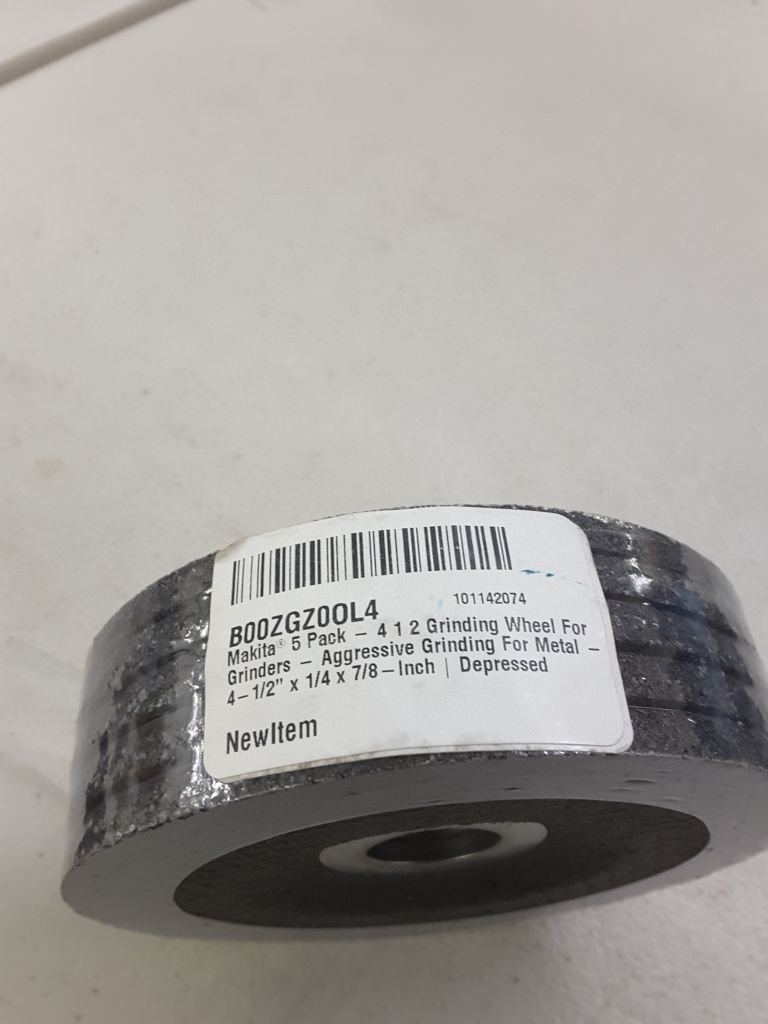 101142074
B00ZGZ0OL4
Makita® 5 Pack – 4 1 2 Grinding Wheel For
Grinders – Aggressive Grinding For Metal –
4-1/2" x 1/4 x 7/8-Inch | Depressed
NewItem